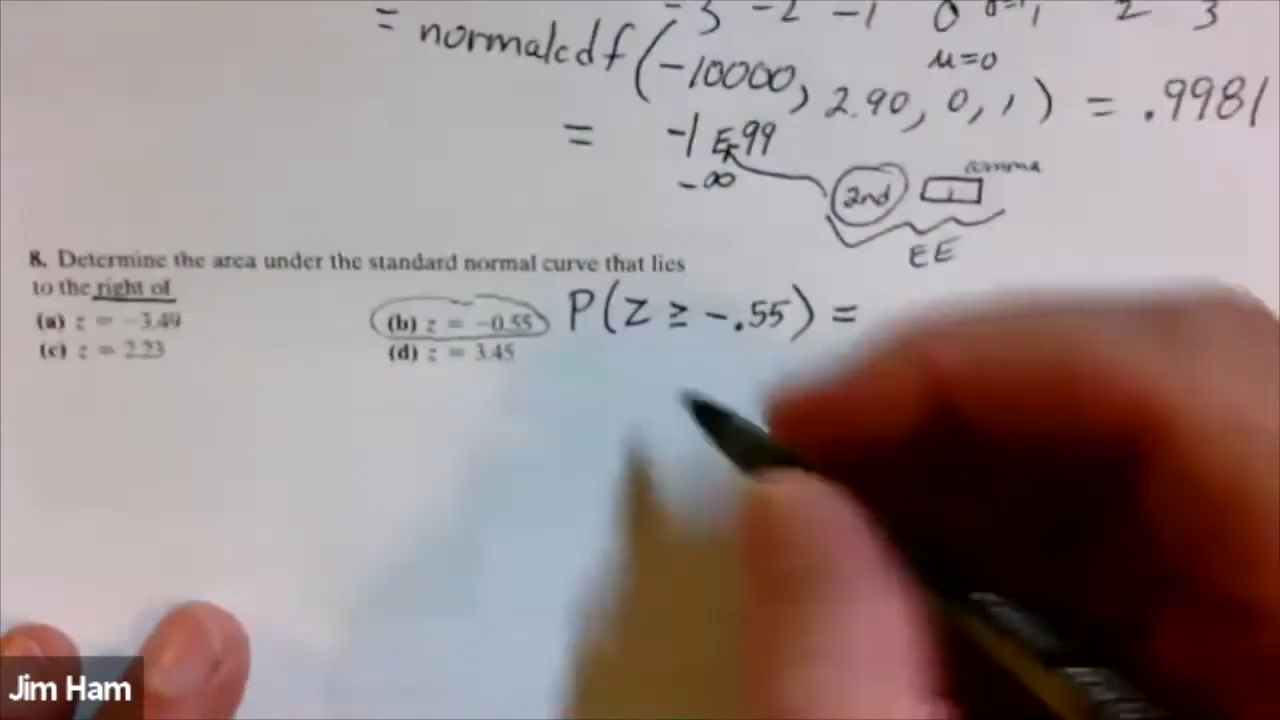 -3 -2 -1 0 σ=1 2 3
μ=0
= normalcdf(-10000, 2.90, 0, 1) = .9981
= -1 E 99
-∞
2nd , comma
EE
8. Determine the area under the standard normal curve that lies
to the right of
(a) z = -3.49 (b) z = -0.55 P(Z ≥ -.55) =
(c) z = 2.23 (d) z = 3.45
Jim Ham